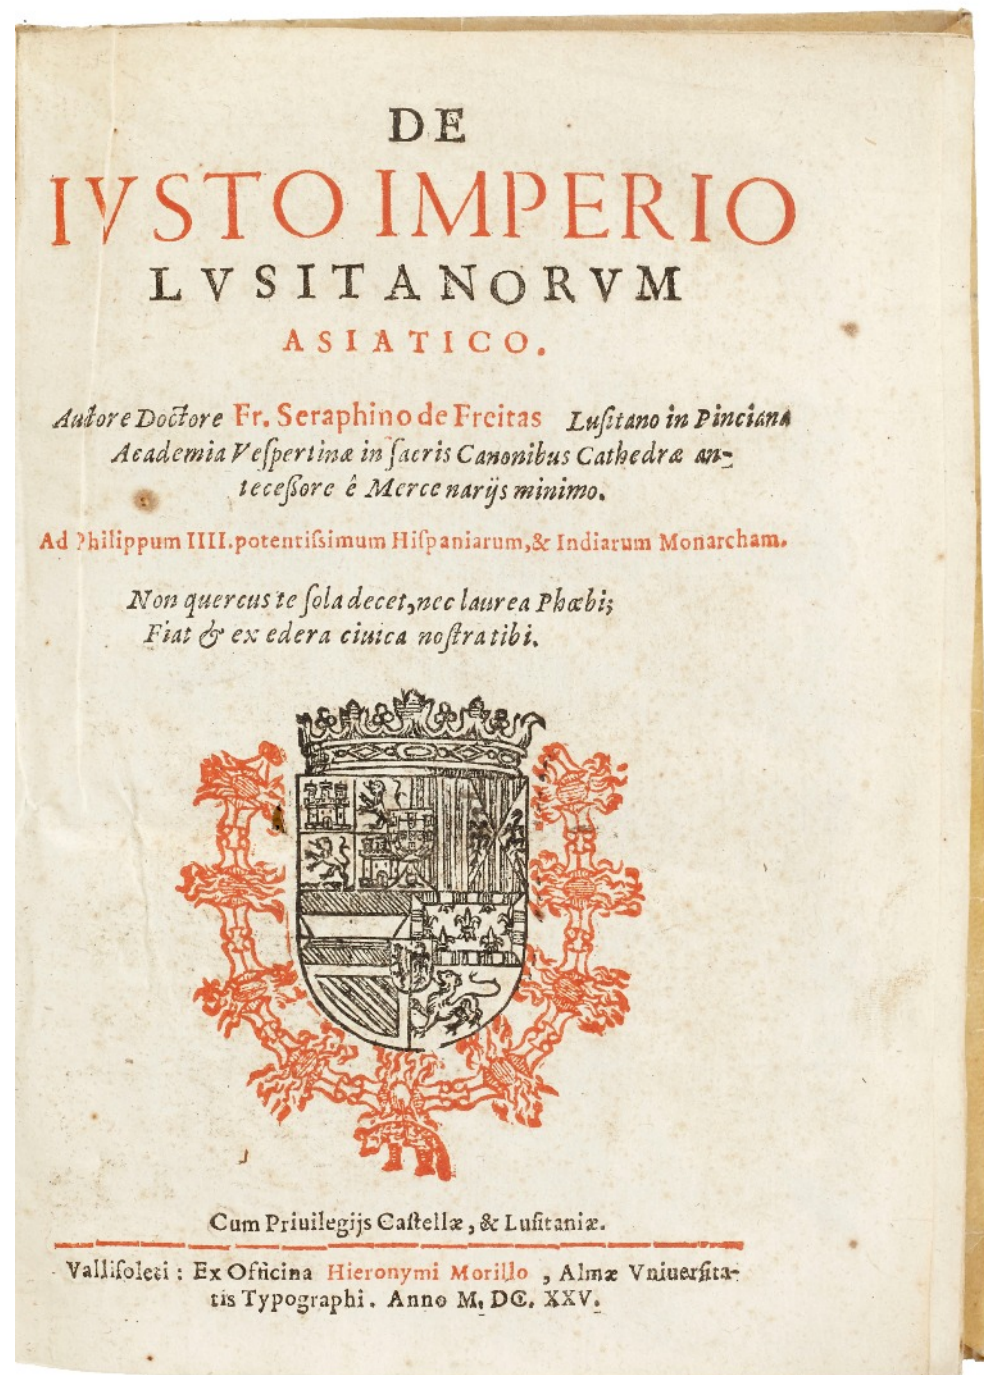 DE
IVSTO IMPERIO
LVSITANORVM
ASIATICO.
Autore Doctore Fr. Seraphino de Freitas Luſitano in Pinciana
Academia Veſpertinæ in ſacris Canonibus Cathedræ an-
teceſſore ê Mercenarijs minimo.
Ad Philippum IIII. potentiſsimum Hiſpaniarum, & Indiarum Monarcham.
Non quercus te ſola decet, nec laurea Phœbi;
Fiat & ex edera ciuica noſtra tibi.
Cum Priuilegijs Caſtellæ, & Luſitaniæ.
Valliſoleti: Ex Officina Hieronymi Morillo, Almæ Vniuerſita-
tis Typographi. Anno M. DC. XXV.